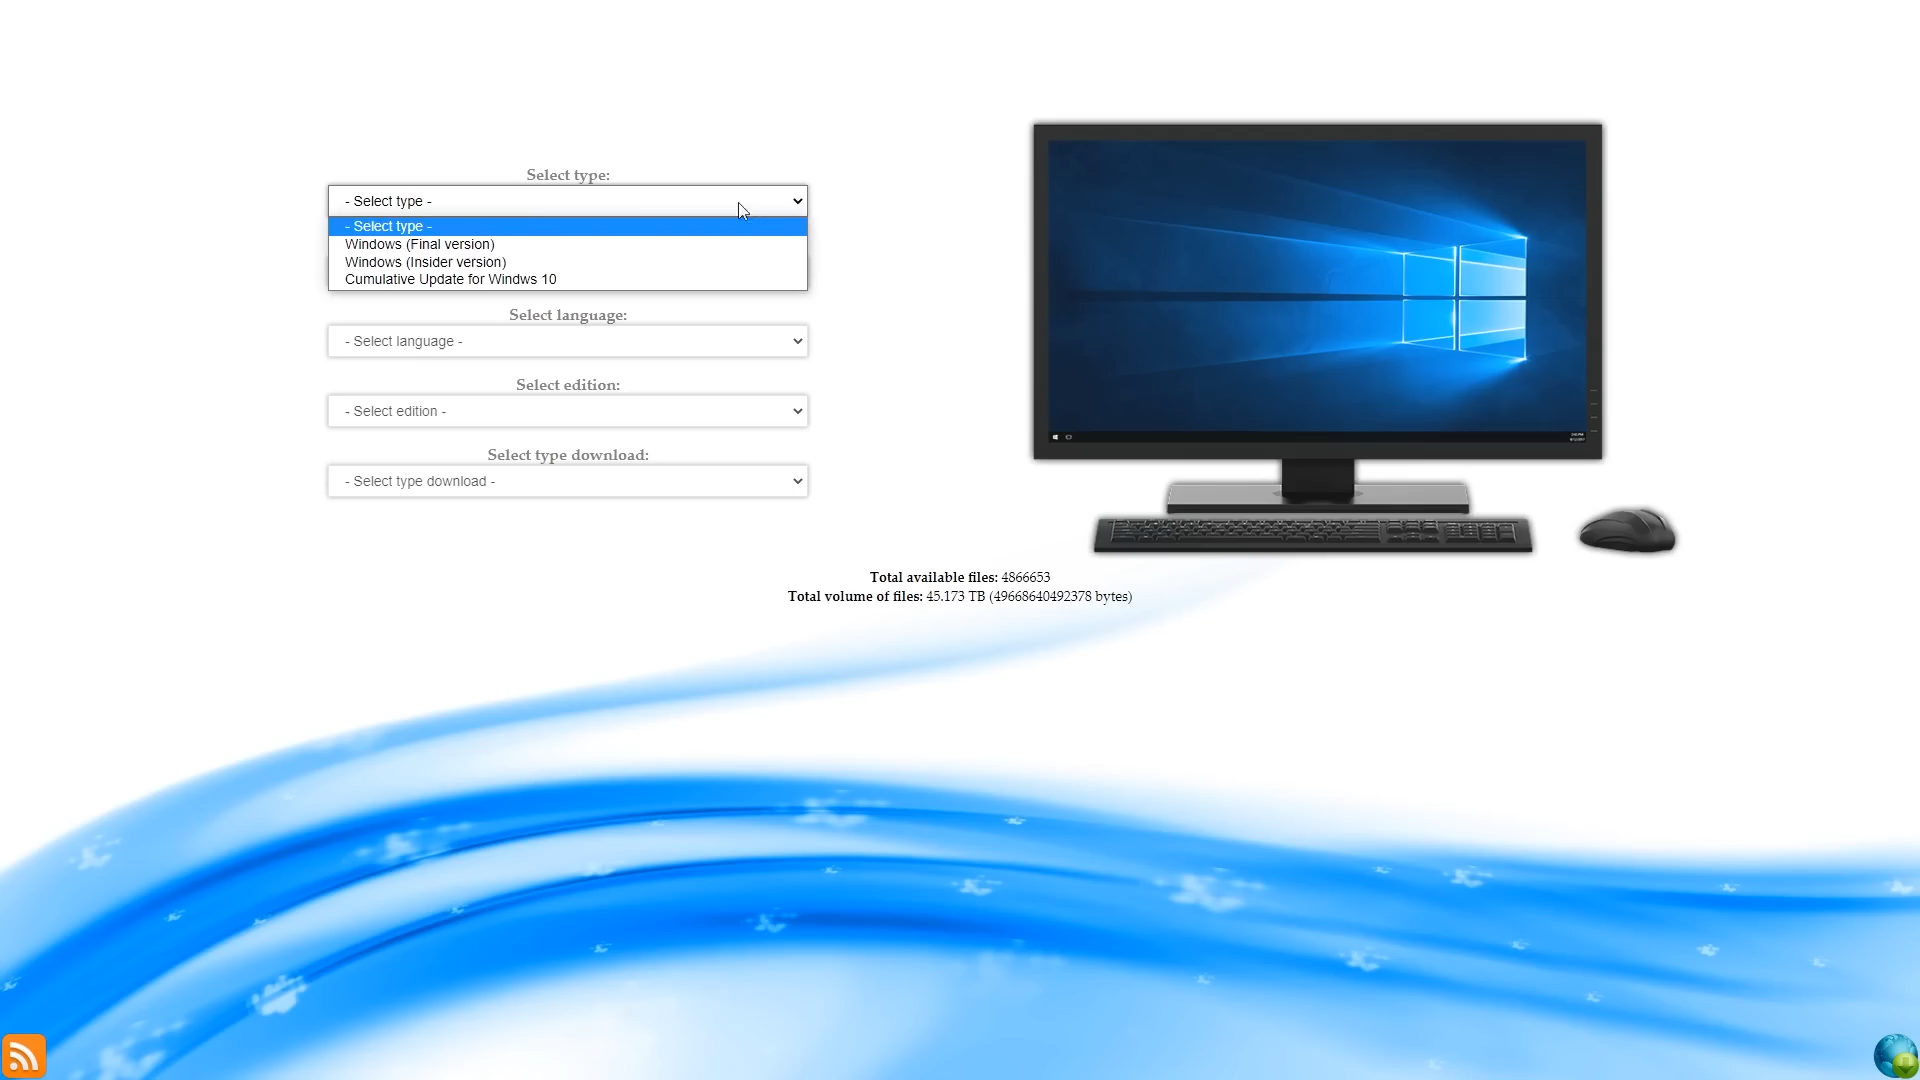 Select type:
- Select type -
- Select type -
Windows (Final version)
Windows (Insider version)
Cumulative Update for Windws 10
Select language:
- Select language -
Select edition:
- Select edition -
Select type download:
- Select type download -
Total available files: 4866653
Total volume of files: 45.173 TB (49668640492378 bytes)